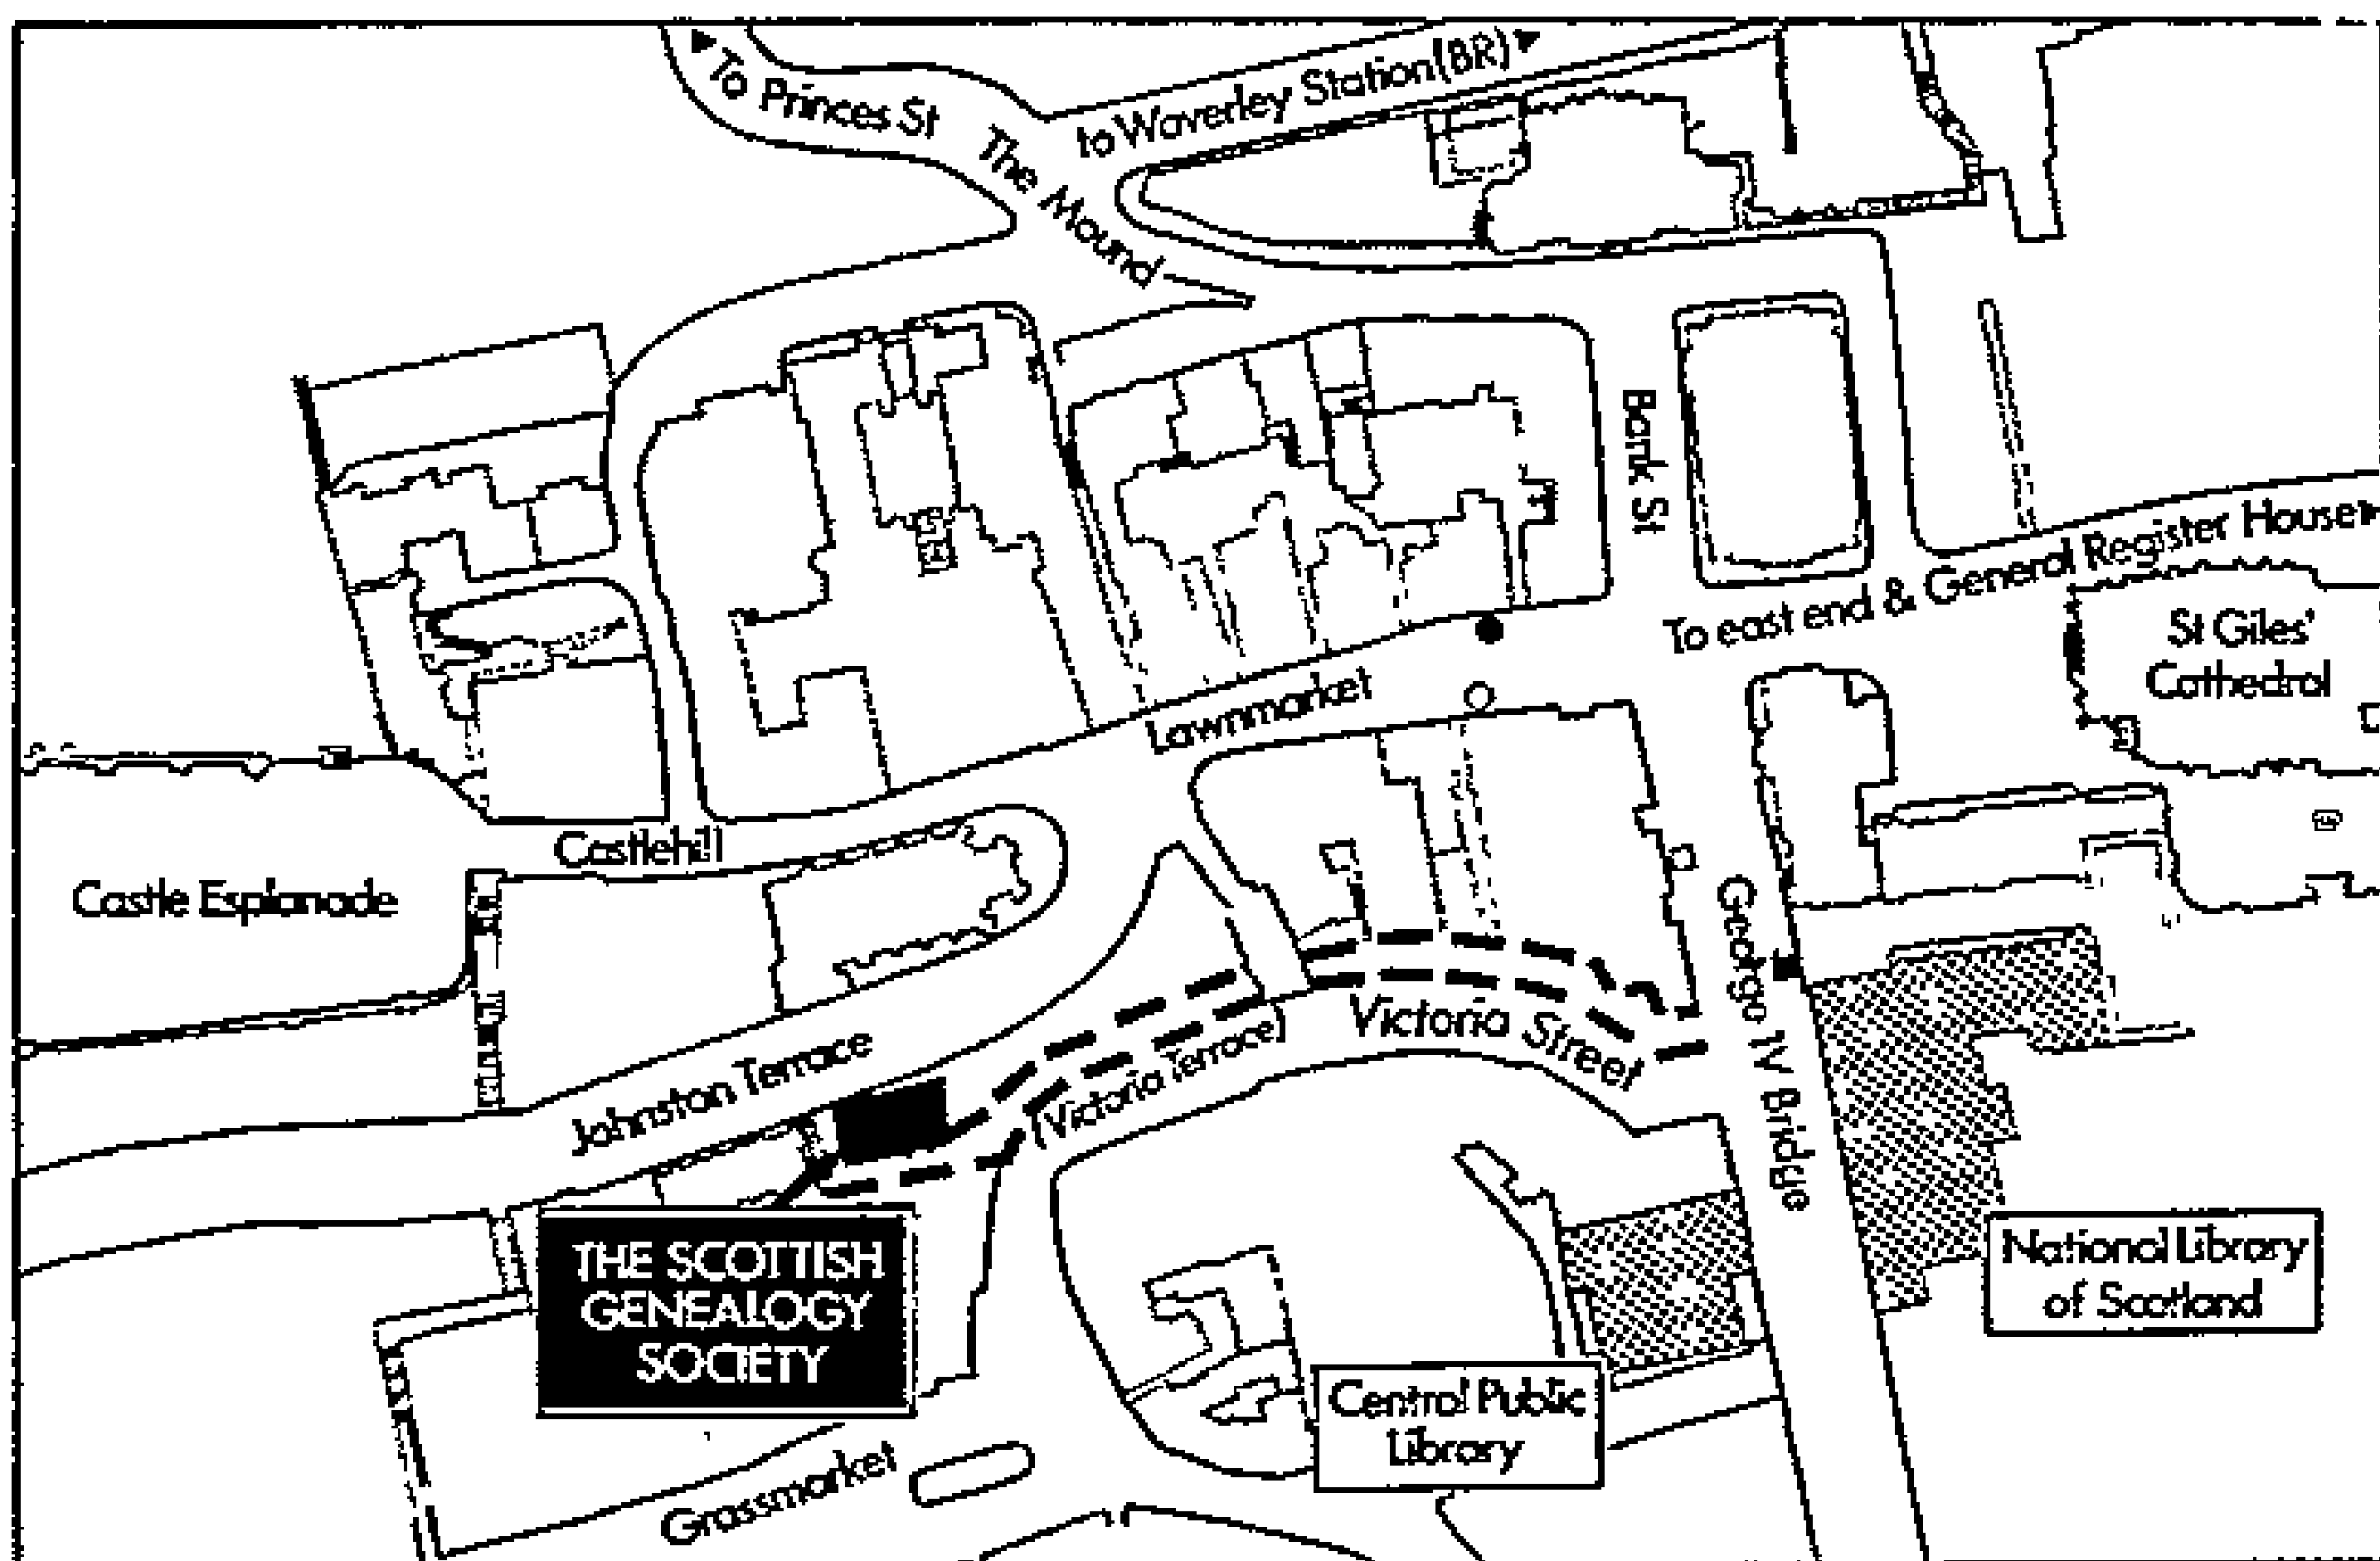 To Princes St
to Waverley Station (BR)
The Mound
Bank St
To east end & General Register House
St Giles'
Cathedral
Lawnmarket
Castlehill
Castle Esplanade
George IV Bridge
Victoria Street
(Victoria Terrace)
Johnston Terrace
THE SCOTTISH
GENEALOGY
SOCIETY
National Library
of Scotland
Central Public
Library
Grassmarket